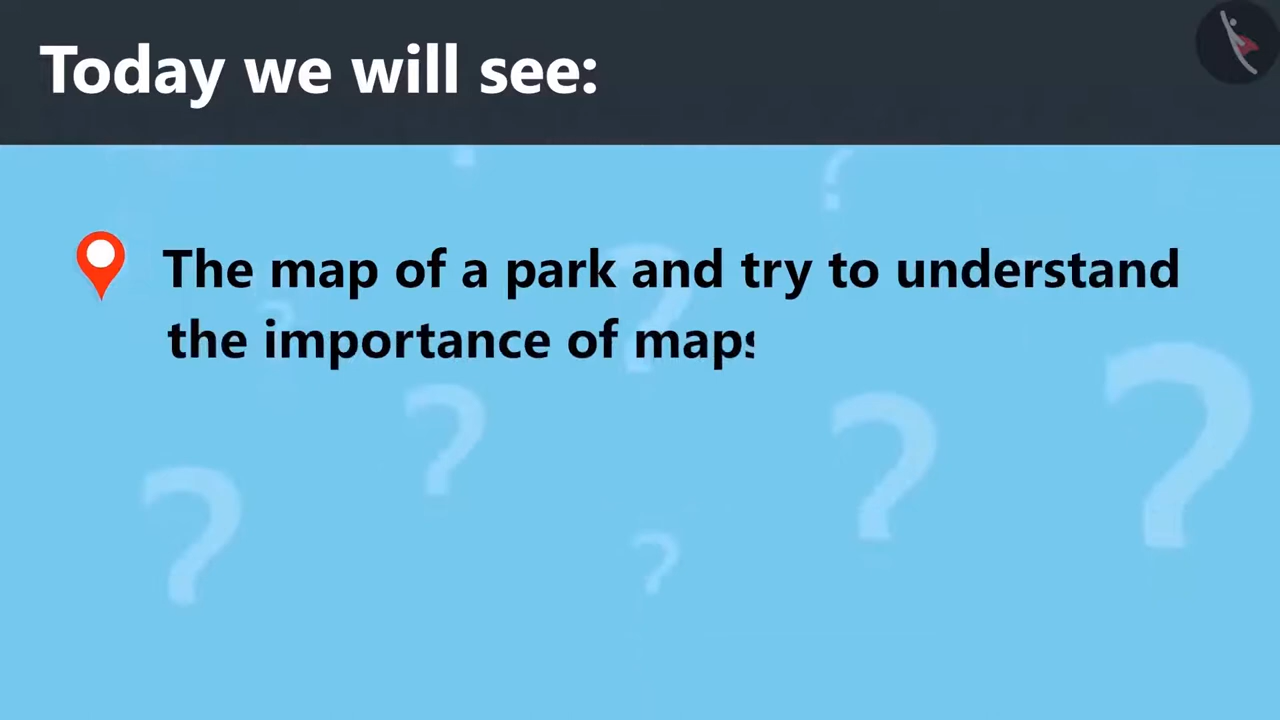 Today we will see:
The map of a park and try to understand
the importance of maps